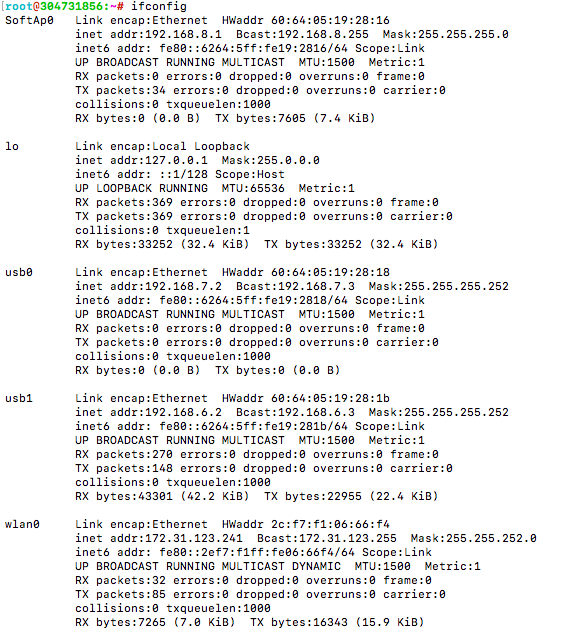 [root@304731856:~# ifconfig
SoftAp0   Link encap:Ethernet  HWaddr 60:64:05:19:28:16
          inet addr:192.168.8.1  Bcast:192.168.8.255  Mask:255.255.255.0
          inet6 addr: fe80::6264:5ff:fe19:2816/64 Scope:Link
          UP BROADCAST RUNNING MULTICAST  MTU:1500  Metric:1
          RX packets:0 errors:0 dropped:0 overruns:0 frame:0
          TX packets:34 errors:0 dropped:0 overruns:0 carrier:0
          collisions:0 txqueuelen:1000
          RX bytes:0 (0.0 B)  TX bytes:7605 (7.4 KiB)

lo        Link encap:Local Loopback
          inet addr:127.0.0.1  Mask:255.0.0.0
          inet6 addr: ::1/128 Scope:Host
          UP LOOPBACK RUNNING  MTU:65536  Metric:1
          RX packets:369 errors:0 dropped:0 overruns:0 frame:0
          TX packets:369 errors:0 dropped:0 overruns:0 carrier:0
          collisions:0 txqueuelen:1
          RX bytes:33252 (32.4 KiB)  TX bytes:33252 (32.4 KiB)

usb0      Link encap:Ethernet  HWaddr 60:64:05:19:28:18
          inet addr:192.168.7.2  Bcast:192.168.7.3  Mask:255.255.255.252
          inet6 addr: fe80::6264:5ff:fe19:2818/64 Scope:Link
          UP BROADCAST RUNNING MULTICAST  MTU:1500  Metric:1
          RX packets:0 errors:0 dropped:0 overruns:0 frame:0
          TX packets:0 errors:0 dropped:0 overruns:0 carrier:0
          collisions:0 txqueuelen:1000
          RX bytes:0 (0.0 B)  TX bytes:0 (0.0 B)

usb1      Link encap:Ethernet  HWaddr 60:64:05:19:28:1b
          inet addr:192.168.6.2  Bcast:192.168.6.3  Mask:255.255.255.252
          inet6 addr: fe80::6264:5ff:fe19:281b/64 Scope:Link
          UP BROADCAST RUNNING MULTICAST  MTU:1500  Metric:1
          RX packets:270 errors:0 dropped:0 overruns:0 frame:0
          TX packets:148 errors:0 dropped:0 overruns:0 carrier:0
          collisions:0 txqueuelen:1000
          RX bytes:43301 (42.2 KiB)  TX bytes:22955 (22.4 KiB)

wlan0     Link encap:Ethernet  HWaddr 2c:f7:f1:06:66:f4
          inet addr:172.31.123.241  Bcast:172.31.123.255  Mask:255.255.252.0
          inet6 addr: fe80::2ef7:f1ff:fe06:66f4/64 Scope:Link
          UP BROADCAST RUNNING MULTICAST DYNAMIC  MTU:1500  Metric:1
          RX packets:32 errors:0 dropped:0 overruns:0 frame:0
          TX packets:85 errors:0 dropped:0 overruns:0 carrier:0
          collisions:0 txqueuelen:1000
          RX bytes:7265 (7.0 KiB)  TX bytes:16343 (15.9 KiB)